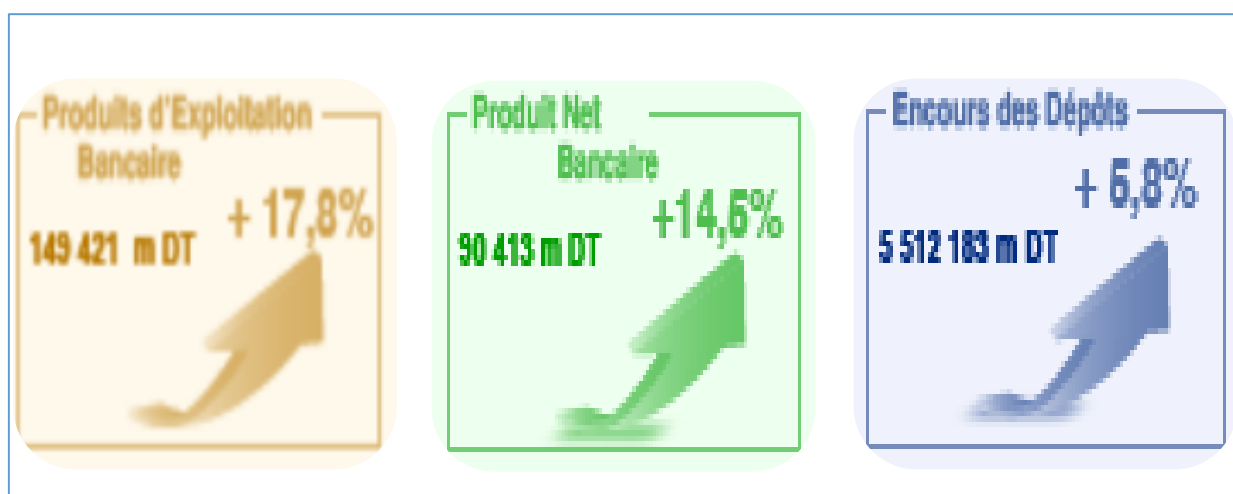 Produits d'Exploitation
Bancaire
+ 17,8%
149 421 m DT
Produit Net
Bancaire
+14,6%
90 413 m DT
Encours des Dépôts
+ 6,8%
5 512 183 m DT